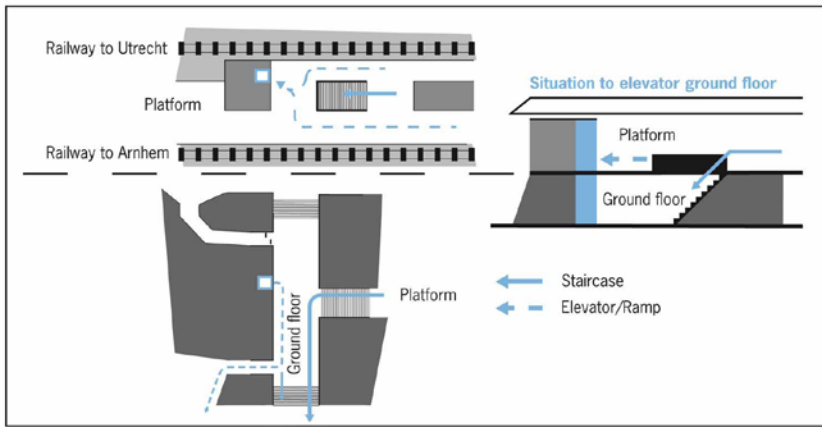 Railway to Utrecht
Platform
Railway to Arnhem
Situation to elevator ground floor
Platform
Ground floor
Ground floor
Platform
Staircase
Elevator/Ramp